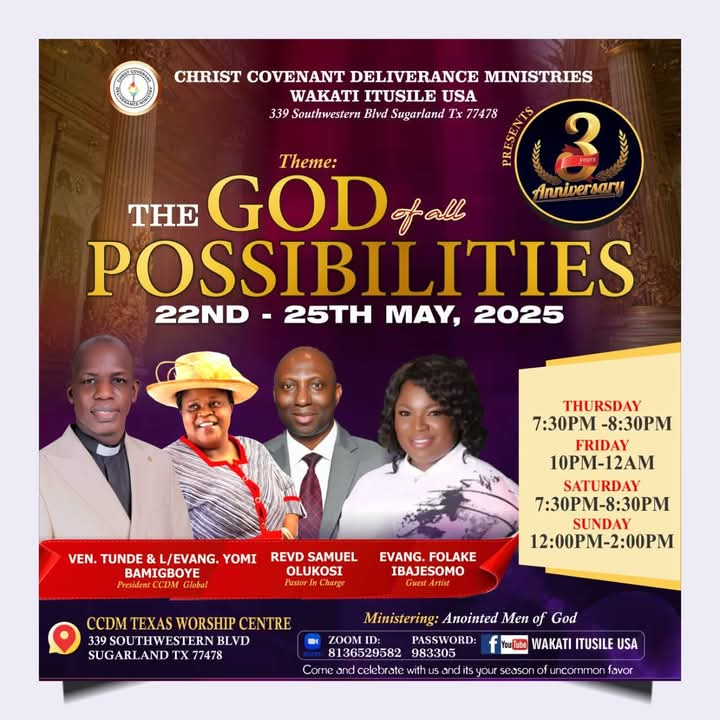 CHRIST COVENANT DELIVERANCE MINISTRY
CHRIST COVENANT DELIVERANCE MINISTRIES
WAKATI ITUSILE USA
339 Southwestern Blvd Sugarland Tx 77478
PRESENTS
3
years
Anniversary
Theme:
THE GOD of all
POSSIBILITIES
22ND - 25TH MAY, 2025
THURSDAY
7:30PM -8:30PM
FRIDAY
10PM-12AM
SATURDAY
7:30PM-8:30PM
SUNDAY
12:00PM-2:00PM
VEN. TUNDE & L/EVANG. YOMI
BAMIGBOYE
President CCDM Global
REVD SAMUEL
OLUKOSI
Pastor In Charge
EVANG. FOLAKE
IBAJESOMO
Guest Artist
CCDM TEXAS WORSHIP CENTRE
339 SOUTHWESTERN BLVD
SUGARLAND TX 77478
Ministering: Anointed Men of God
ZOOM ID:
8136529582
PASSWORD:
983305
f YouTube WAKATI ITUSILE USA
Come and celebrate with us and its your season of uncommon favor